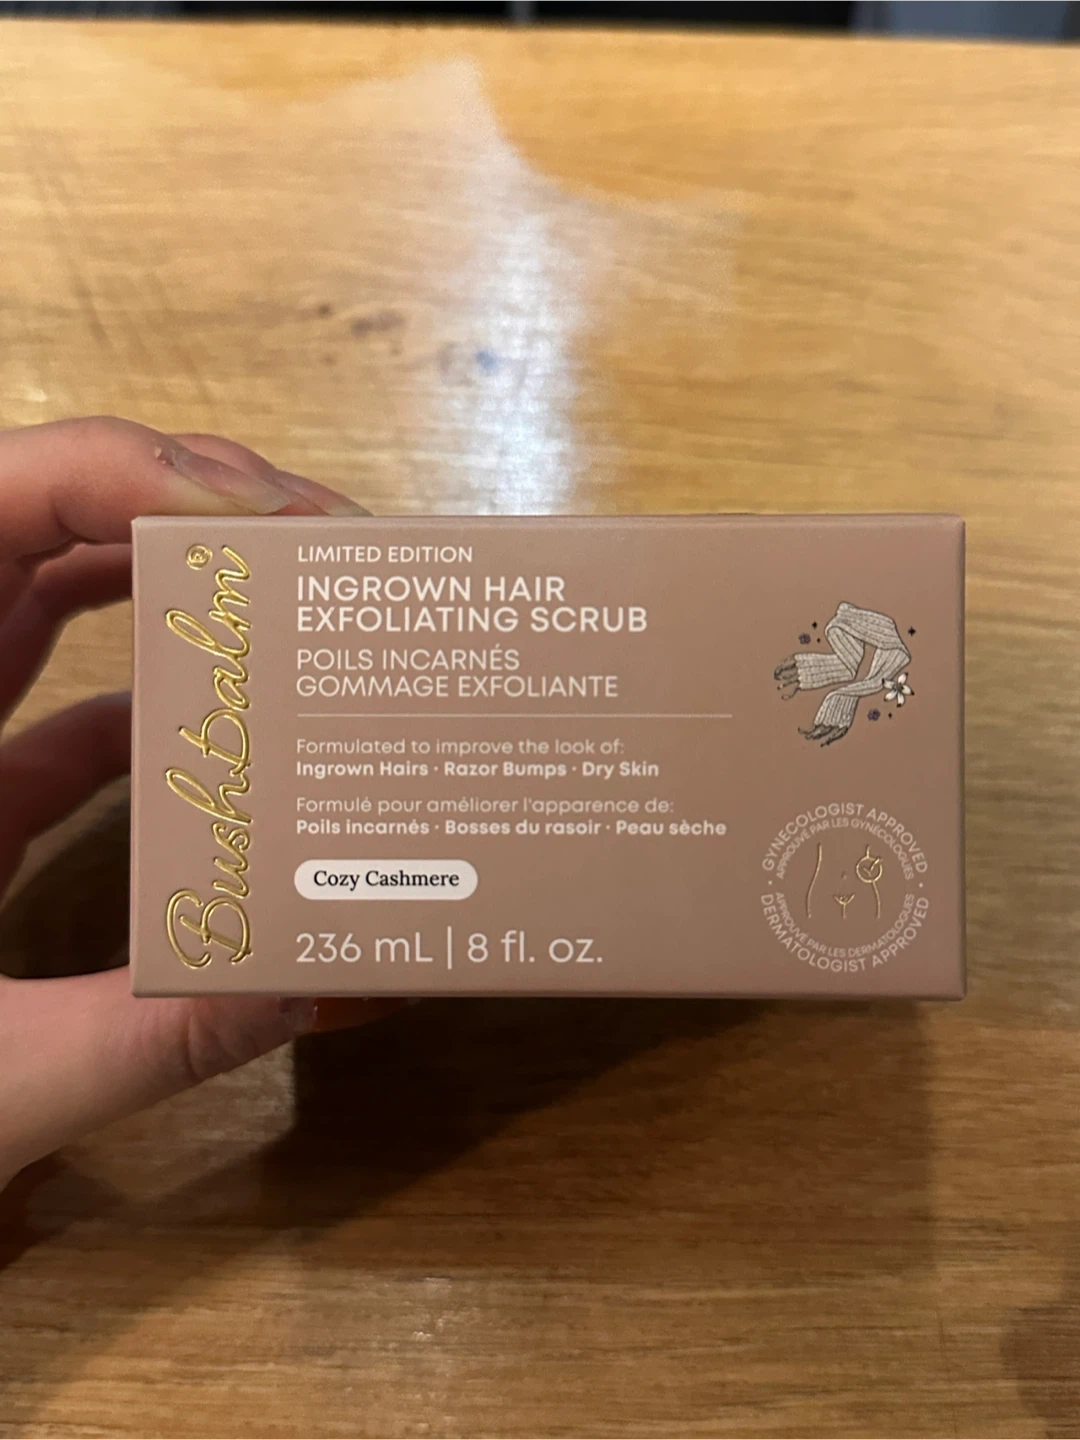 Bushbalm®
LIMITED EDITION
INGROWN HAIR
EXFOLIATING SCRUB
POILS INCARNÉS
GOMMAGE EXFOLIANTE
Formulated to improve the look of:
Ingrown Hairs · Razor Bumps · Dry Skin
Formulé pour améliorer l'apparence de:
Poils incarnés · Bosses du rasoir · Peau sèche
Cozy Cashmere
236 mL | 8 fl. oz.
GYNECOLOGIST APPROVED
APPROUVÉ PAR LES GYNÉCOLOGUES
APPROUVÉ PAR LES DERMATOLOGUES
DERMATOLOGIST APPROVED